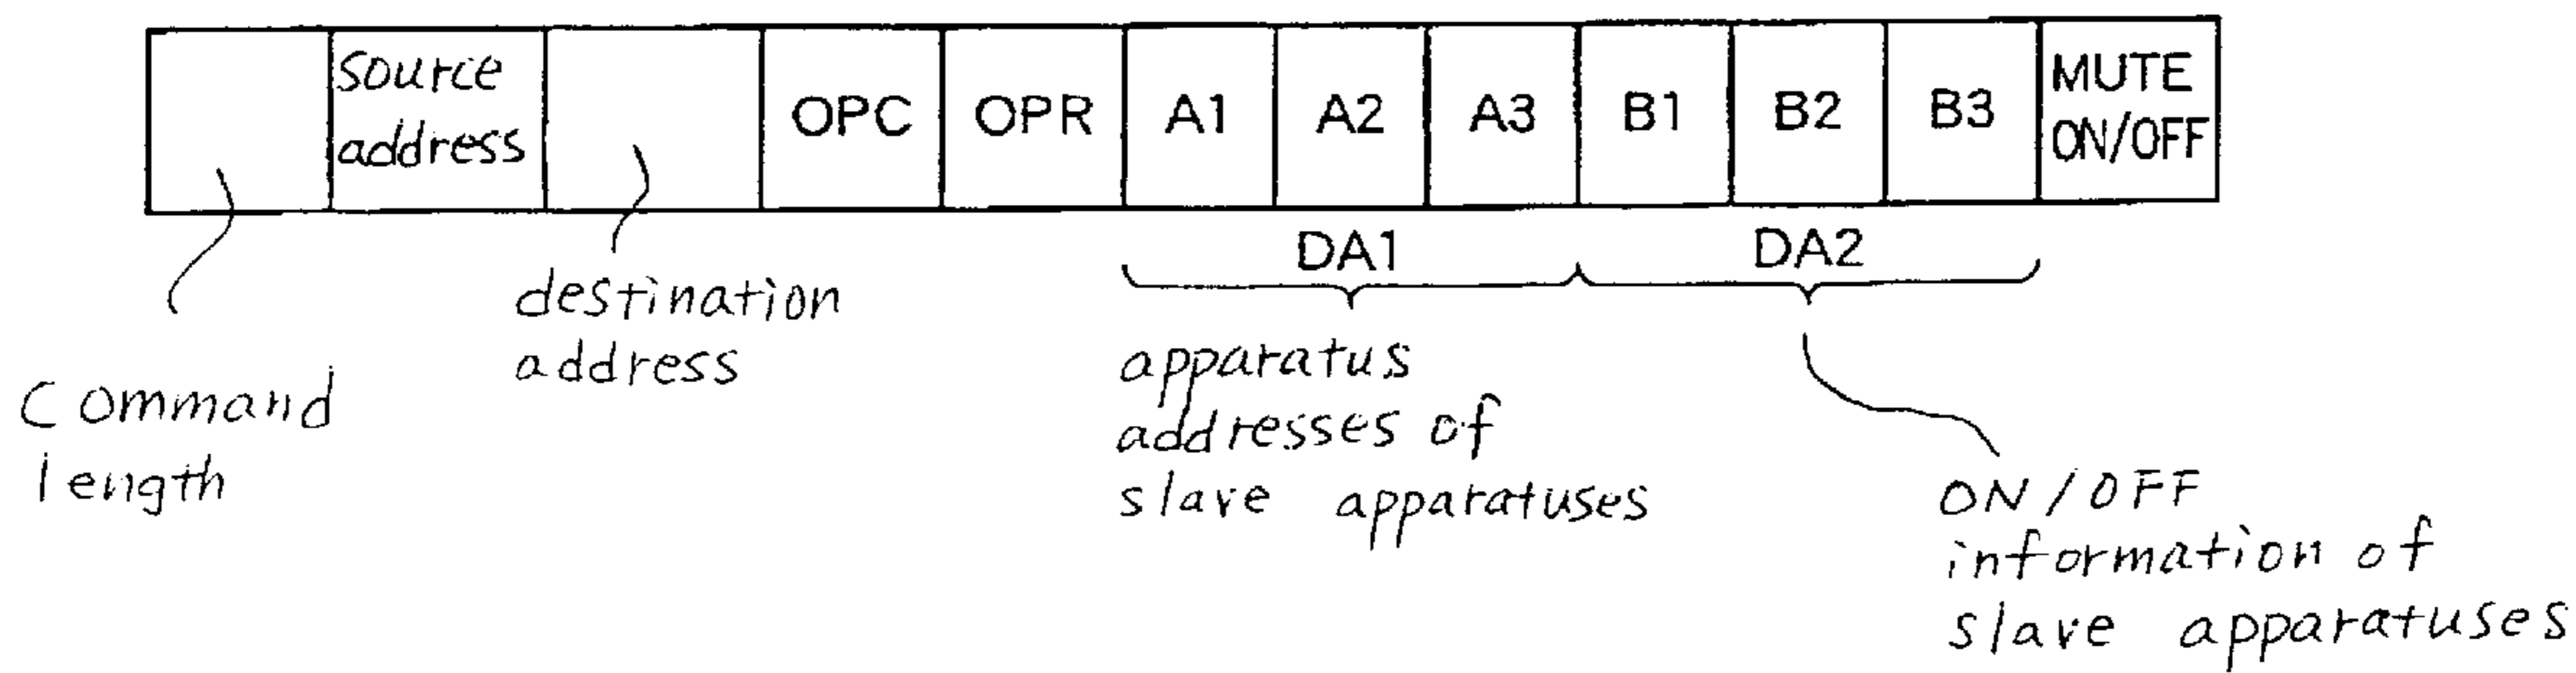 source
address
OPC
OPR
A1
A2
A3
B1
B2
B3
MUTE
ON/OFF
DA1
DA2
Command
length
destination
address
apparatus
addresses of
slave apparatuses
ON/OFF
information of
slave apparatuses